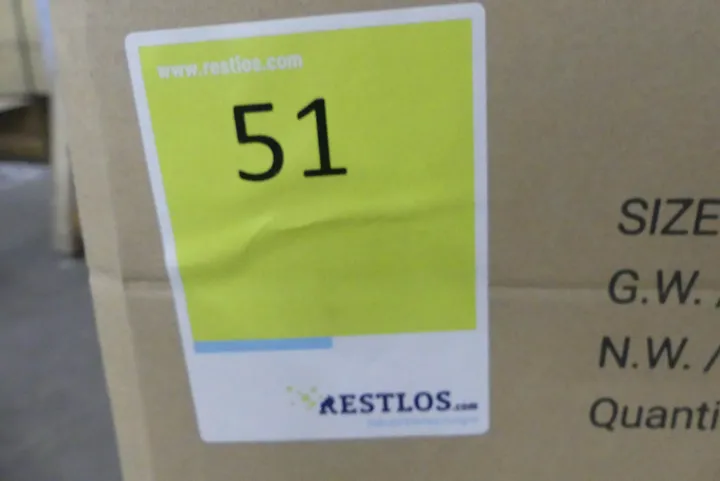 www.restlos.com
51
RESTLOS.com
SIZE
G.W. /
N.W. /
Quanti